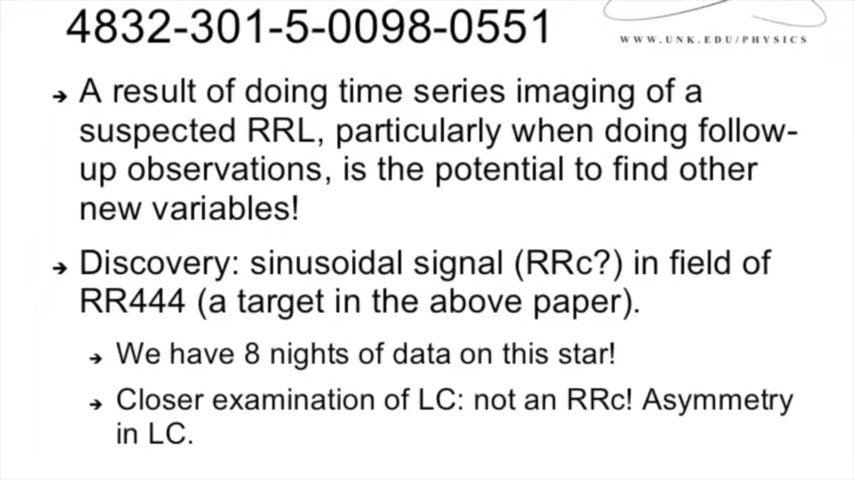 4832-301-5-0098-0551
WWW.UNK.EDU/PHYSICS
→ A result of doing time series imaging of a
suspected RRL, particularly when doing follow-
up observations, is the potential to find other
new variables!
→ Discovery: sinusoidal signal (RRc?) in field of
RR444 (a target in the above paper).
→ We have 8 nights of data on this star!
→ Closer examination of LC: not an RRc! Asymmetry
in LC.